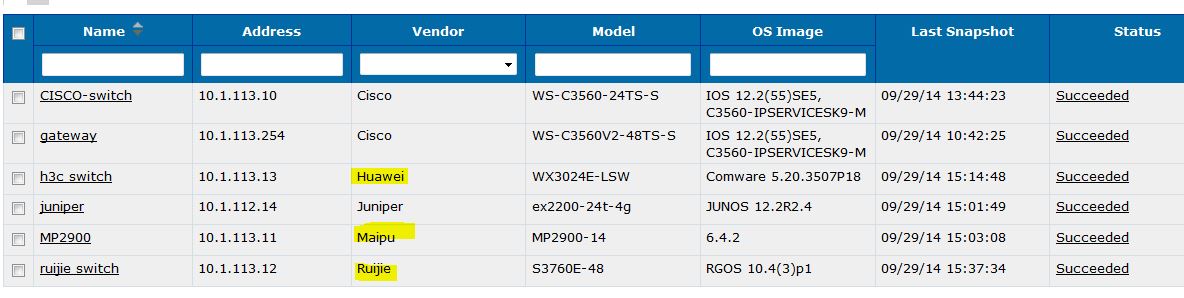 Name Address Vendor Model OS Image Last Snapshot Status
CISCO-switch 10.1.113.10 Cisco WS-C3560-24TS-S IOS 12.2(55)SE5, 09/29/14 13:44:23 Succeeded
C3560-IPSERVICESK9-M
gateway 10.1.113.254 Cisco WS-C3560V2-48TS-S IOS 12.2(55)SE5, 09/29/14 10:42:25 Succeeded
C3560-IPSERVICESK9-M
h3c switch 10.1.113.13 Huawei WX3024E-LSW Comware 5.20.3507P18 09/29/14 15:14:48 Succeeded
juniper 10.1.112.14 Juniper ex2200-24t-4g JUNOS 12.2R2.4 09/29/14 15:01:49 Succeeded
MP2900 10.1.113.11 Maipu MP2900-14 6.4.2 09/29/14 15:03:08 Succeeded
ruijie switch 10.1.113.12 Ruijie S3760E-48 RGOS 10.4(3)p1 09/29/14 15:37:34 Succeeded